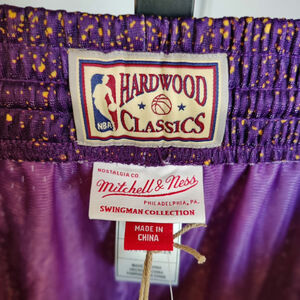 HARDWOOD
NBA
CLASSICS
NOSTALGIA CO.
Mitchell & Ness
PHILADELPHIA, PA.
SWINGMAN COLLECTION
MADE IN
CHINA